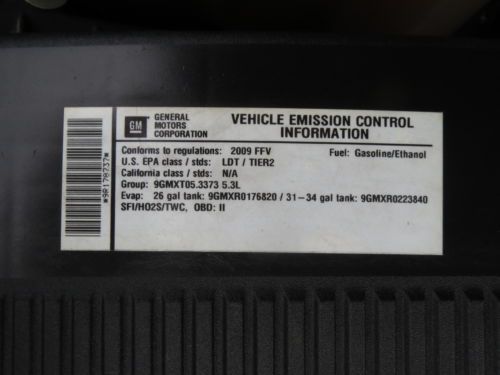 GM
GENERAL
MOTORS
CORPORATION
VEHICLE EMISSION CONTROL
INFORMATION
Conforms to regulations: 2009 FFV Fuel: Gasoline/Ethanol
U.S. EPA class / stds: LDT / TIER2
California class / stds: N/A
Group: 9GMXT05.3373 5.3L
Evap: 26 gal tank: 9GMXR0176820 / 31-34 gal tank: 9GMXR0223840
SFI/HO2S/TWC, OBD: II
*9R178737*